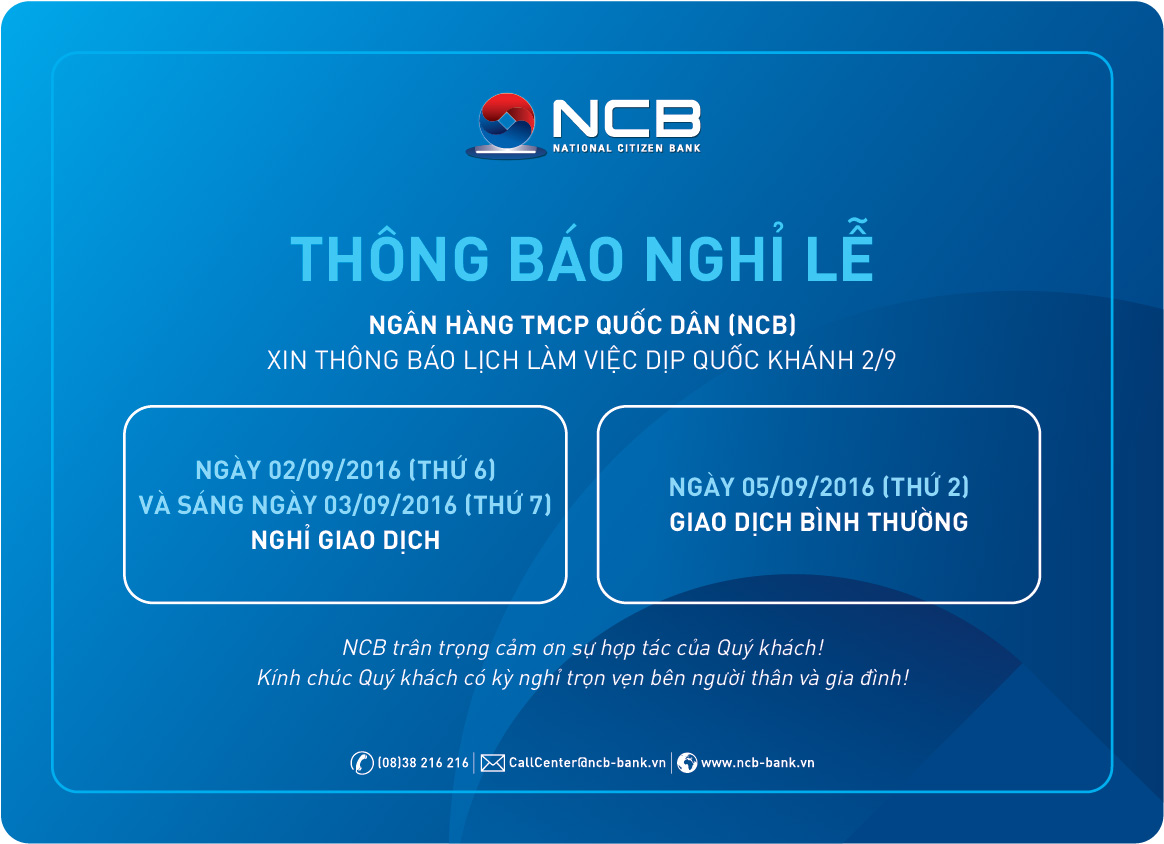 NCB
NATIONAL CITIZEN BANK
THÔNG BÁO NGHỈ LỄ
NGÂN HÀNG TMCP QUỐC DÂN (NCB)
XIN THÔNG BÁO LỊCH LÀM VIỆC DỊP QUỐC KHÁNH 2/9
NGÀY 02/09/2016 (THỨ 6)
VÀ SÁNG NGÀY 03/09/2016 (THỨ 7)
NGHỈ GIAO DỊCH
NGÀY 05/09/2016 (THỨ 2)
GIAO DỊCH BÌNH THƯỜNG
NCB trân trọng cảm ơn sự hợp tác của Quý khách!
Kính chúc Quý khách có kỳ nghỉ trọn vẹn bên người thân và gia đình!
(08)38 216 216 | CallCenter@ncb-bank.vn | www.ncb-bank.vn